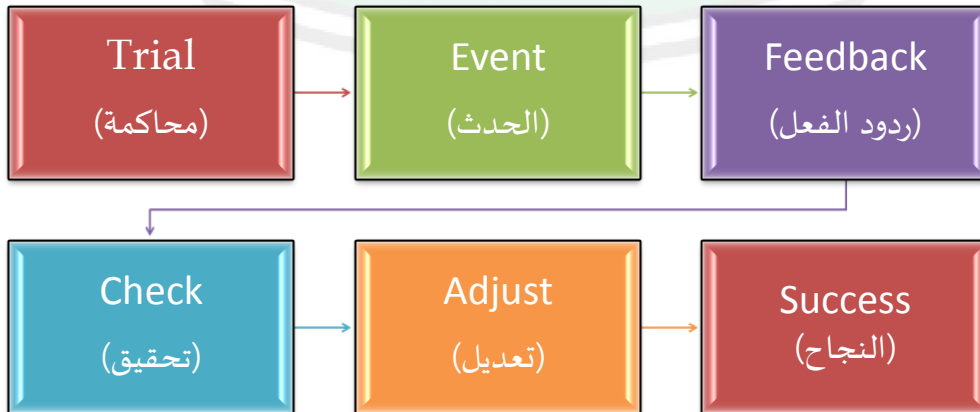 Trial
(محاكمة)
Event
(الحدث)
Feedback
(ردود الفعل)
Check
(تحقيق)
Adjust
(تعديل)
Success
(النجاح)